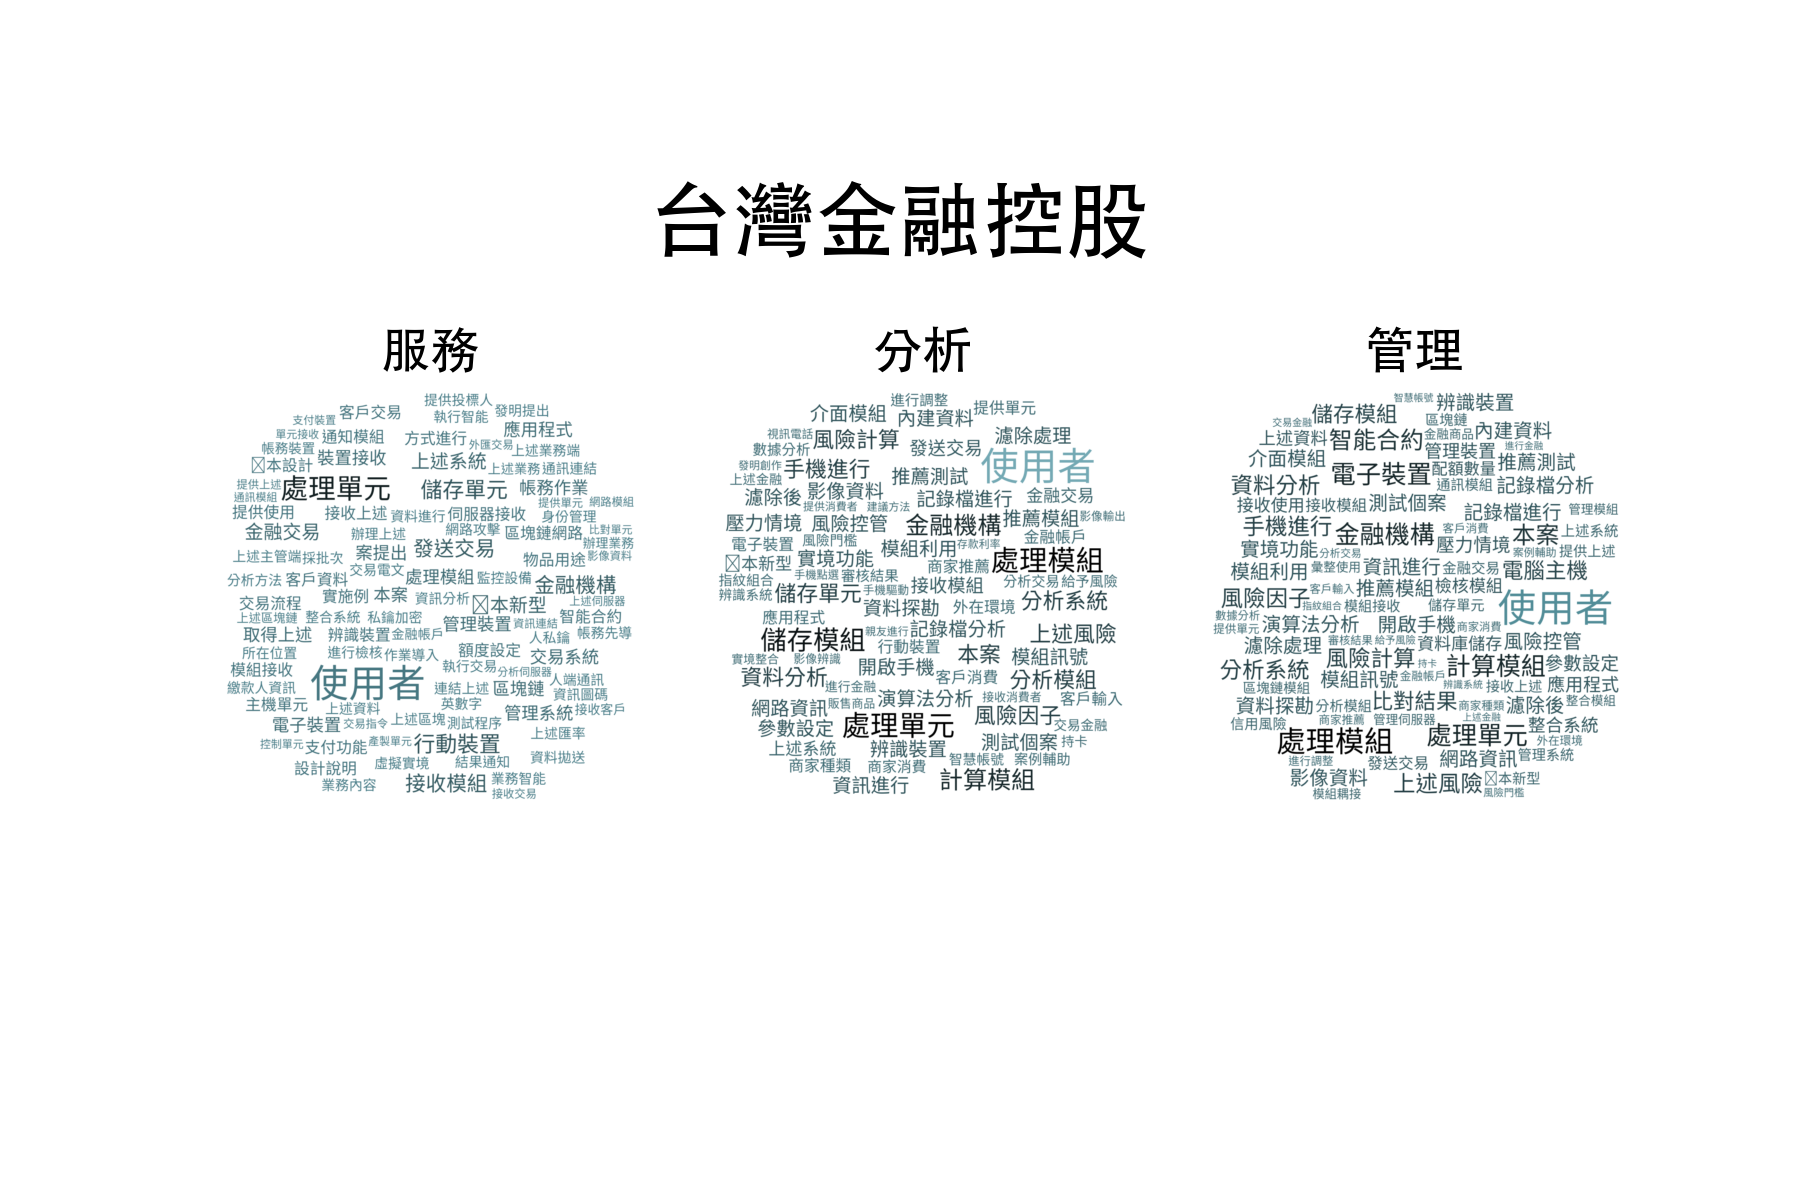 台灣金融控股
服務
分析
管理
提供投標人
客戶交易
執行智能
發明提出
支付裝置
應用程式
單元接收
通知模組
方式進行
外匯交易
上述業務端
帳務裝置
本設計
裝置接收
上述系統
上述業務
通訊連結
提供上述
處理單元
儲存單元
帳務作業
通訊模組
提供單元
網路模組
提供使用
接收上述
資料進行
伺服器接收
身份管理
金融交易
辦理上述
網路攻擊
區塊鏈網路
比對單元
辦理業務
上述主管端
採批次
案提出
發送交易
物品用途
影像資料
分析方法
客戶資料
交易電文
處理模組
監控設備
金融機構
交易流程
實施例
本案
資訊分析
本新型
上述伺服器
上述區塊鏈
整合系統
私鑰加密
管理裝置
資訊連結
智能合約
取得上述
辨識裝置
金融帳戶
人私鑰
帳務先導
所在位置
進行檢核
作業導入
額度設定
交易系統
模組接收
使用者
執行交易
分析伺服器
人端通訊
繳款人資訊
連結上述
區塊鏈
資訊圖碼
主機單元
上述資料
英數字
管理系統
接收客戶
電子裝置
交易指令
上述區塊
測試程序
上述匯率
控制單元
支付功能
產製單元
行動裝置
資料拋送
設計說明
虛擬實境
結果通知
業務內容
接收模組
業務智能
接收交易
進行調整
介面模組
內建資料
提供單元
視訊電話
風險計算
發送交易
濾除處理
數據分析
使用者
發明創作
手機進行
推薦測試
上述金融
濾除後
影像資料
記錄檔進行
金融交易
提供消費者
建議方法
壓力情境
風險控管
金融機構
推薦模組
影像輸出
電子裝置
風險門檻
模組利用
存款利率
金融帳戶
本新型
實境功能
商家推薦
處理模組
指紋組合
手機點選
審核結果
分析交易
給予風險
辨識系統
儲存單元
手機驅動
接收模組
資料探勘
外在環境
分析系統
應用程式
儲存模組
親友進行
記錄檔分析
上述風險
行動裝置
本案
模組訊號
實境整合
影像辨識
開啟手機
資料分析
進行金融
客戶消費
分析模組
網路資訊
販售商品
演算法分析
接收消費者
客戶輸入
參數設定
處理單元
風險因子
交易金融
上述系統
辨識裝置
測試個案
持卡
商家種類
商家消費
智慧帳號
案例輔助
資訊進行
計算模組
智慧帳號
辨識裝置
交易金融
儲存模組
區塊鏈
上述資料
智能合約
金融商品
內建資料
介面模組
管理裝置
進行金融
電子裝置
配額數量
推薦測試
資料分析
通訊模組
記錄檔分析
接收使用
接收模組
測試個案
記錄檔進行
管理模組
手機進行
金融機構
客戶消費
本案
上述系統
實境功能
分析交易
壓力情境
案例輔助
提供上述
模組利用
彙整使用
資訊進行
金融交易
電腦主機
風險因子
客戶輸入
推薦模組
檢核模組
指紋組合
模組接收
儲存單元
使用者
數據分析
提供單元
演算法分析
開啟手機
商家消費
濾除處理
審核結果
給予風險
資料庫儲存
風險控管
分析系統
風險計算
持卡
計算模組
參數設定
區塊鏈模組
模組訊號
金融帳戶
辨識系統
接收上述
應用程式
資料探勘
分析模組
比對結果
商家種類
濾除後
整合模組
信用風險
商家推薦
管理伺服器
上述金融
整合系統
處理模組
處理單元
外在環境
進行調整
發送交易
網路資訊
管理系統
影像資料
上述風險
本新型
模組耦接
風險門檻